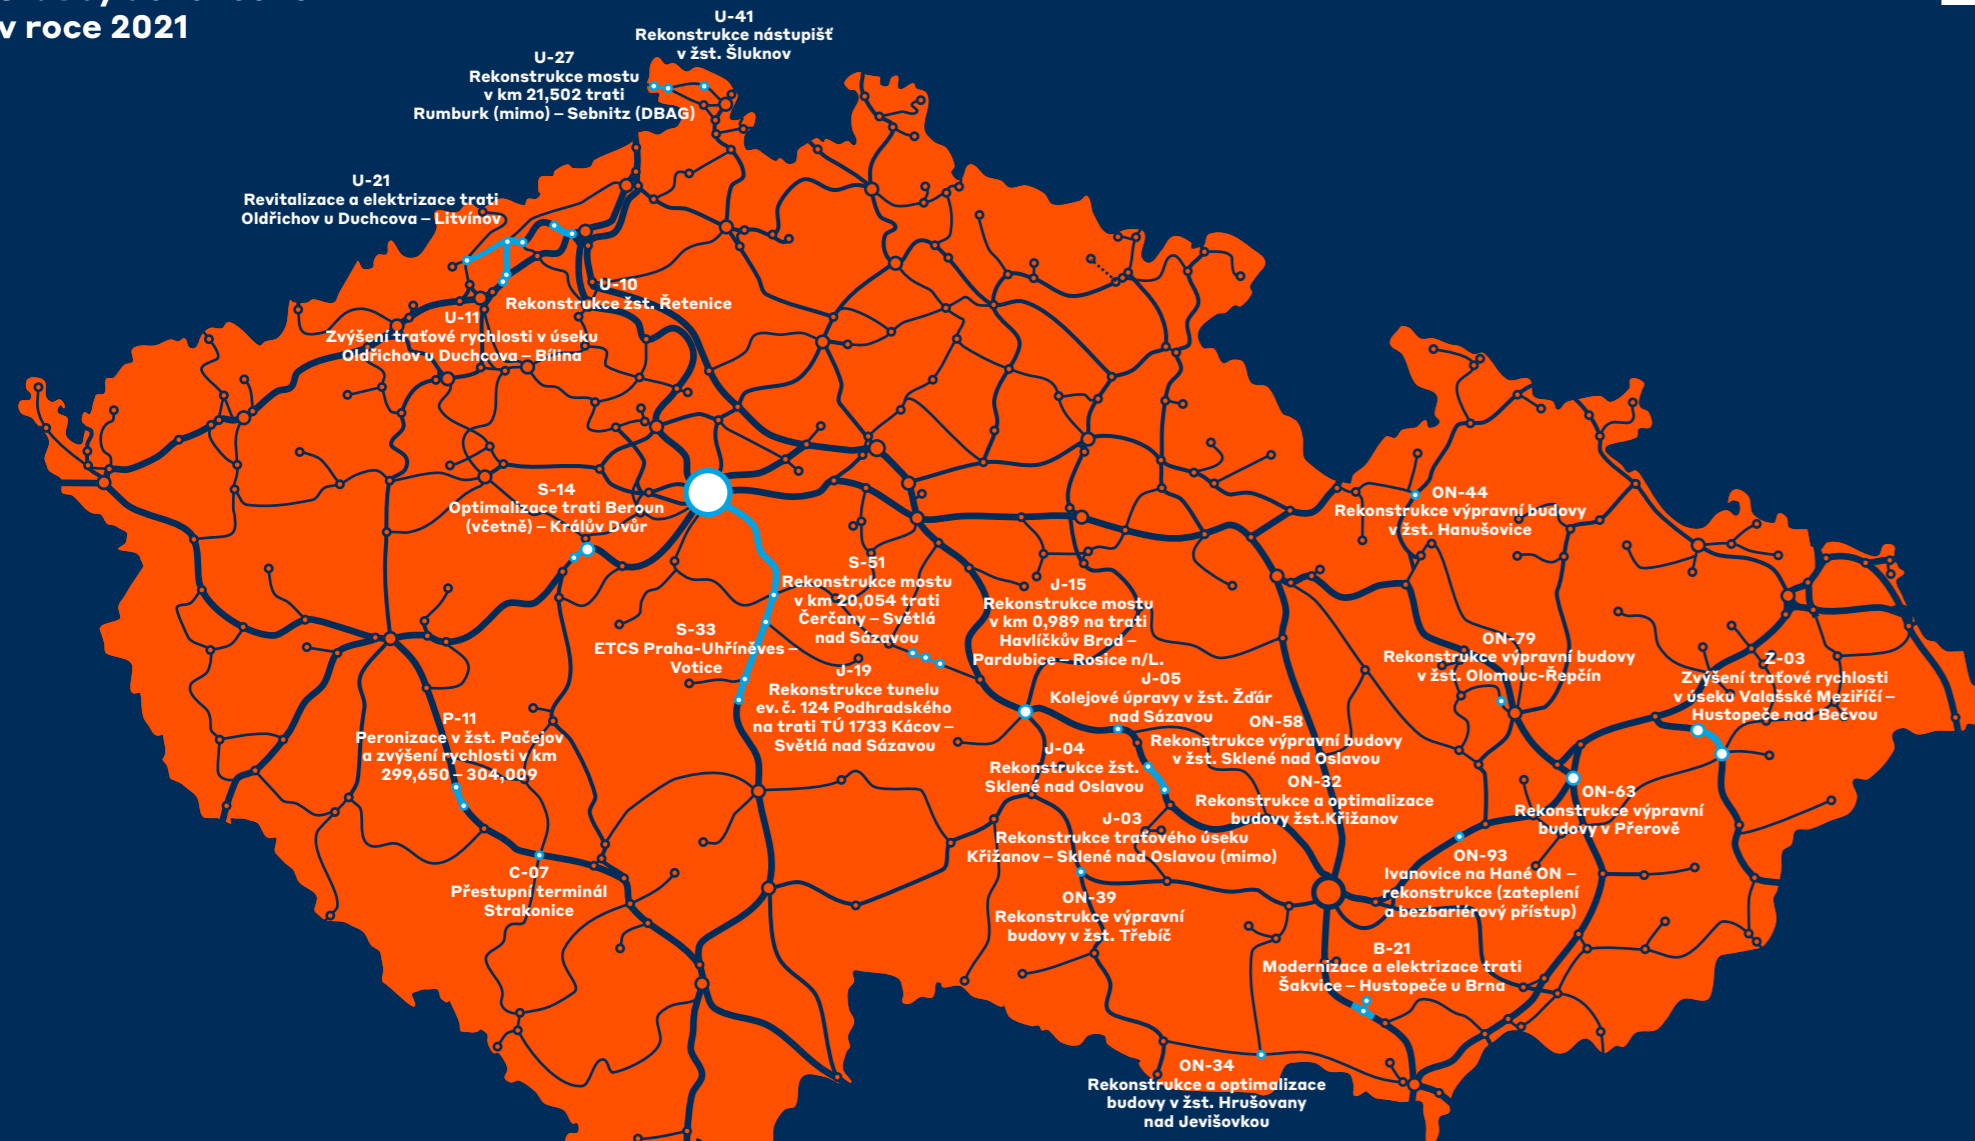 v roce 2021
U-41
Rekonstrukce nástupišť
v žst. Šluknov
U-27
Rekonstrukce mostu
v km 21,502 trati
Rumburk (mimo) – Sebnitz (DBAG)
U-21
Revitalizace a elektrizace trati
Oldřichov u Duchcova – Litvínov
U-10
Rekonstrukce žst. Řetenice
U-11
Zvýšení traťové rychlosti v úseku
Oldřichov u Duchcova – Bílina
S-14
Optimalizace trati Beroun
(včetně) – Králův Dvůr
ON-44
Rekonstrukce výpravní budovy
v žst. Hanušovice
S-51
Rekonstrukce mostu
v km 20,054 trati
Čerčany – Světlá
nad Sázavou
J-15
Rekonstrukce mostu
v km 0,989 na trati
Havlíčkův Brod –
Pardubice – Rosice n/L.
S-33
ETCS Praha-Uhříněves –
Votice
ON-79
Rekonstrukce výpravní budovy
v žst. Olomouc-Řepčín
Z-03
Zvýšení traťové rychlosti
v úseku Valašské Meziříčí –
Hustopeče nad Bečvou
J-19
Rekonstrukce tunelu
ev. č. 124 Podhradského
na trati TÚ 1733 Kácov –
Světlá nad Sázavou
J-05
Kolejové úpravy v žst. Žďár
nad Sázavou
P-11
Peronizace v žst. Pačejov
a zvýšení rychlosti v km
299,650 – 304,009
ON-58
Rekonstrukce výpravní budovy
v žst. Sklené nad Oslavou
J-04
Rekonstrukce žst.
Sklené nad Oslavou
ON-32
Rekonstrukce a optimalizace
budovy žst.Křižanov
ON-63
Rekonstrukce výpravní
budovy v Přerově
J-03
Rekonstrukce traťového úseku
Křižanov – Sklené nad Oslavou (mimo)
ON-93
Ivanovice na Hané ON –
rekonstrukce (zateplení
a bezbariérový přístup)
C-07
Přestupní terminál
Strakonice
ON-39
Rekonstrukce výpravní
budovy v žst. Třebíč
B-21
Modernizace a elektrizace trati
Šakvice – Hustopeče u Brna
ON-34
Rekonstrukce a optimalizace
budovy v žst. Hrušovany
nad Jevišovkou